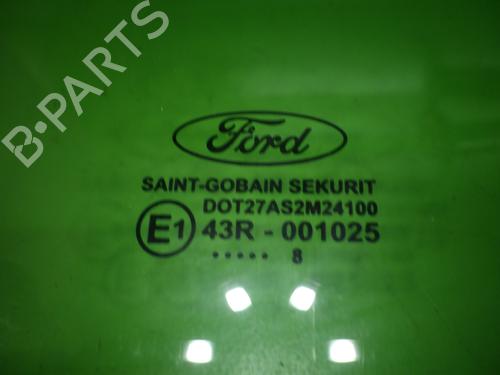 B-PARTS
Ford
SAINT-GOBAIN SEKURIT
DOT27AS2M24100
E1 43R - 001025
..... 8